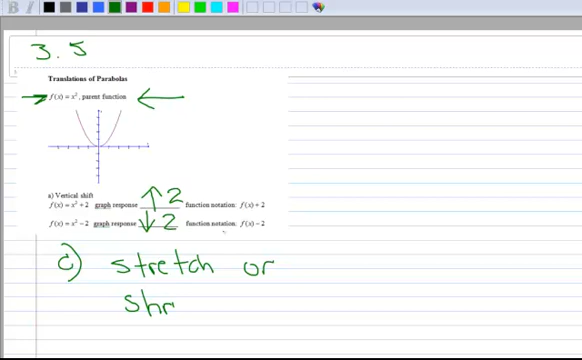 B I
3.5
Translations of Parabolas
f(x) = x², parent function
a) Vertical shift
f(x) = x² + 2 graph response ↑ 2 function notation: f(x) + 2
f(x) = x² − 2 graph response ↓ 2 function notation: f(x) − 2
c) stretch or
shr